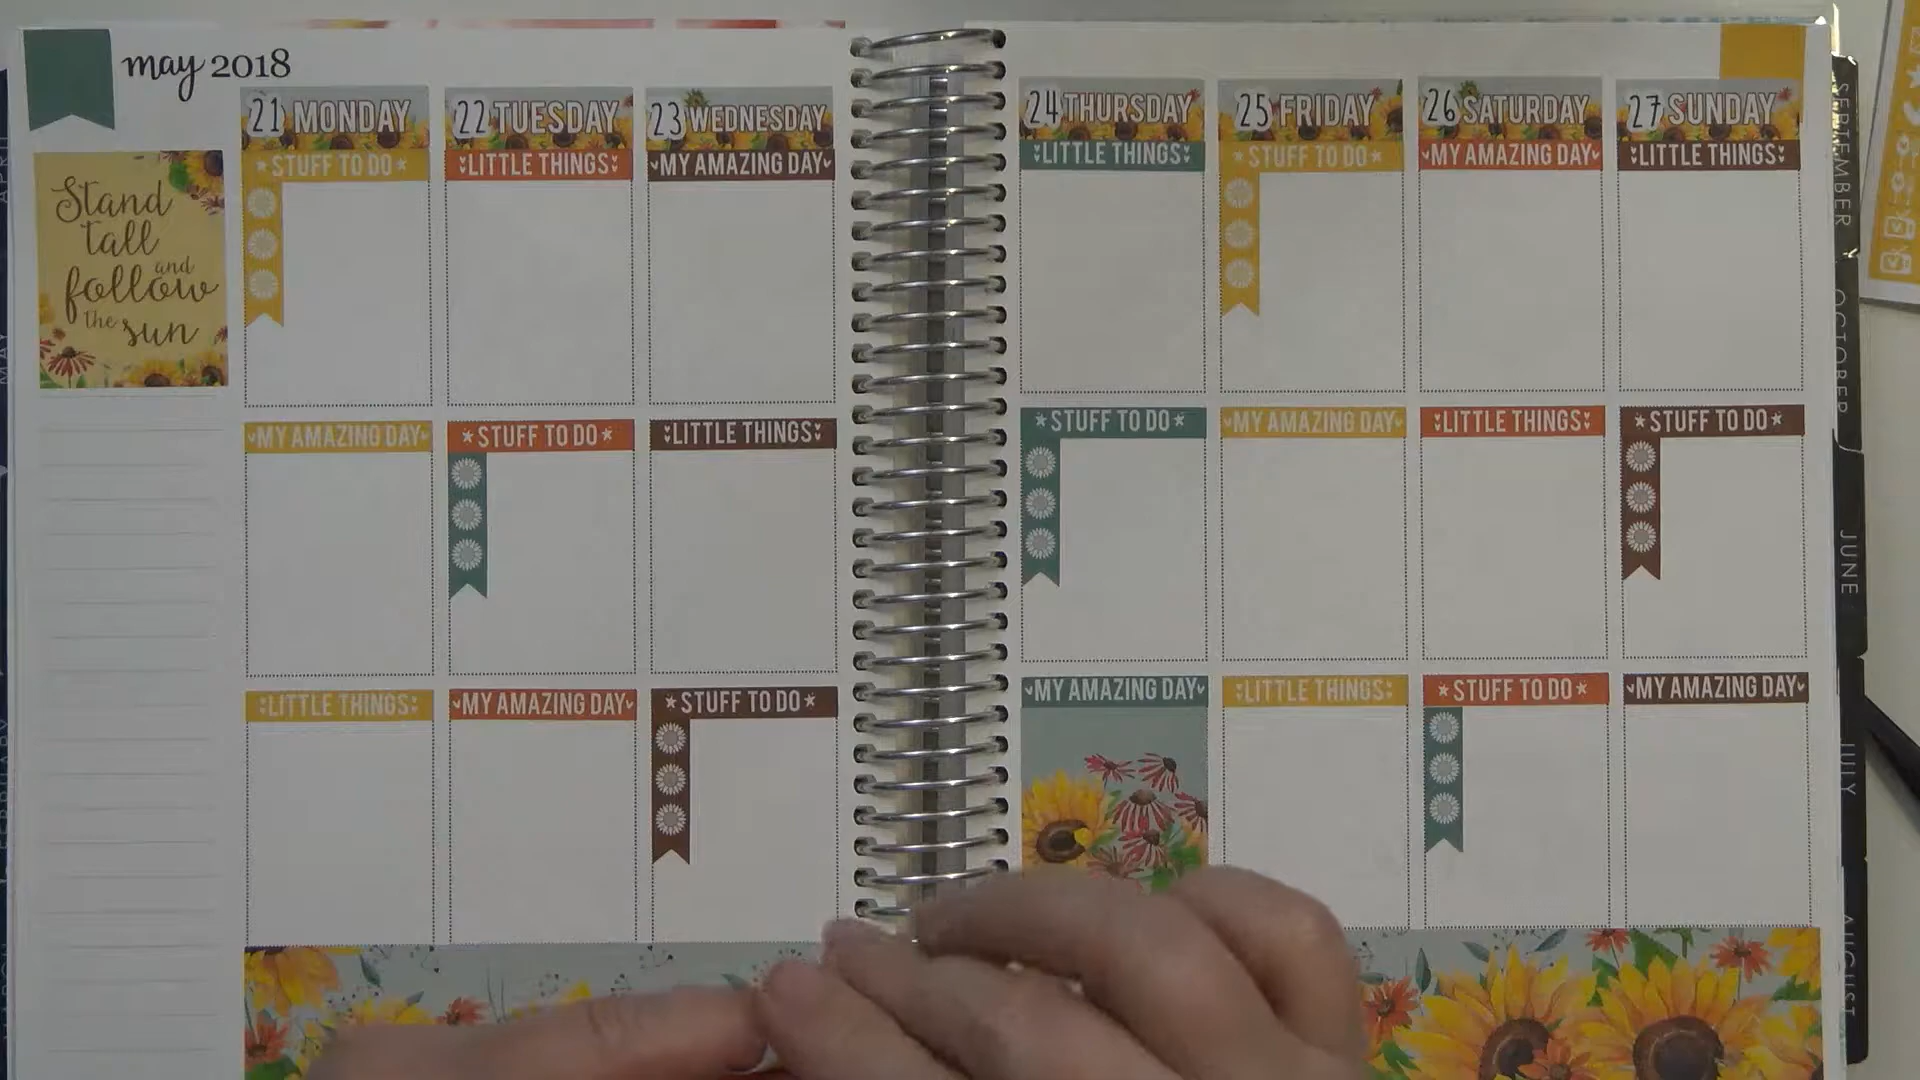 may 2018
21 MONDAY
22 TUESDAY
23 WEDNESDAY
24 THURSDAY
25 FRIDAY
26 SATURDAY
27 SUNDAY
STUFF TO DO
LITTLE THINGS
MY AMAZING DAY
LITTLE THINGS
STUFF TO DO
MY AMAZING DAY
LITTLE THINGS
Stand
tall
and
follow
the sun
MY AMAZING DAY
STUFF TO DO
LITTLE THINGS
STUFF TO DO
MY AMAZING DAY
LITTLE THINGS
STUFF TO DO
LITTLE THINGS
MY AMAZING DAY
STUFF TO DO
MY AMAZING DAY
LITTLE THINGS
STUFF TO DO
MY AMAZING DAY
SEPTEMBER
OCTOBER
JUNE
JULY
AUGUST
APRIL
MAY
FEBRUARY
MARCH